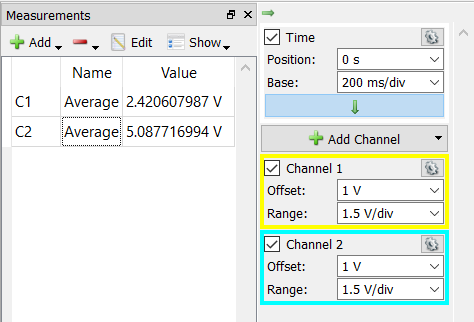 Measurements
Add Edit Show
Name Value
C1 Average 2.420607987 V
C2 Average 5.087716994 V
Time
Position: 0 s
Base: 200 ms/div
Add Channel
Channel 1
Offset: 1 V
Range: 1.5 V/div
Channel 2
Offset: 1 V
Range: 1.5 V/div